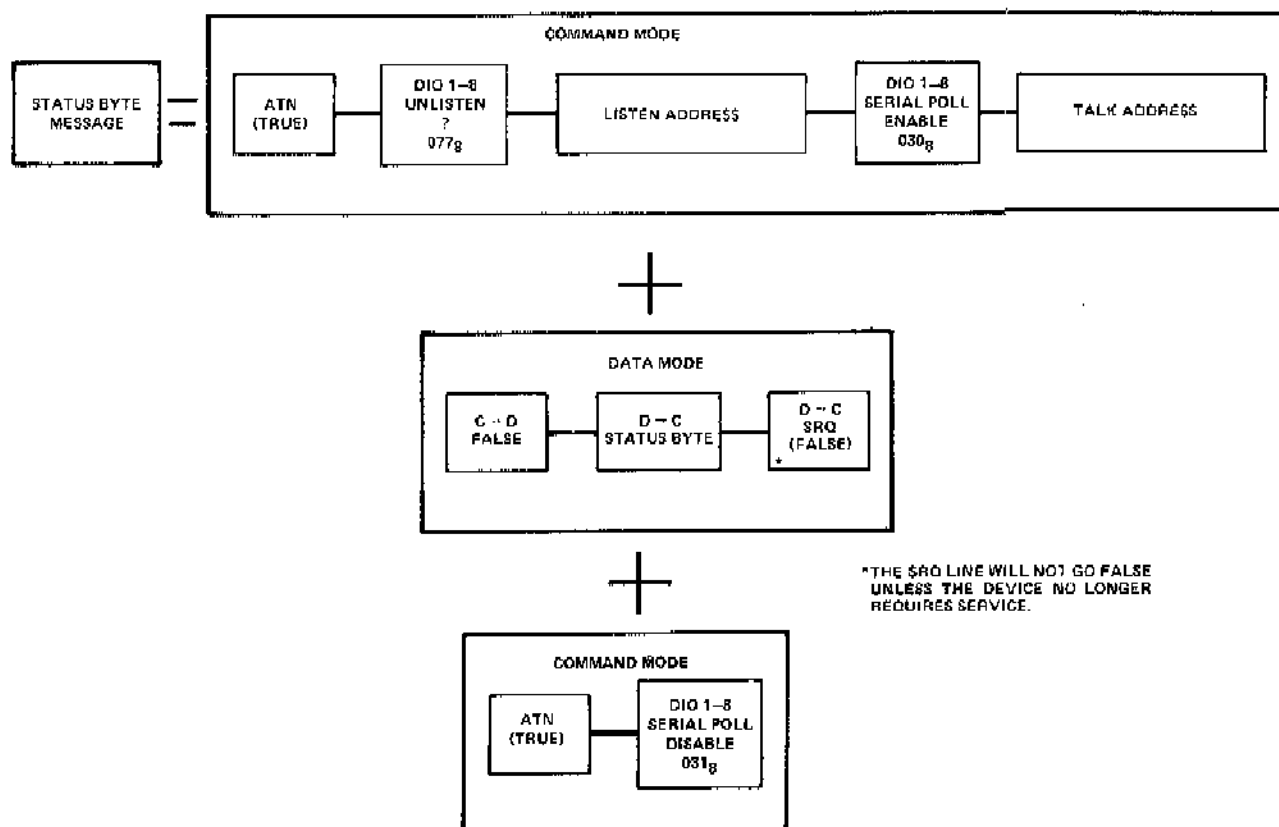 COMMAND MODE
STATUS BYTE
MESSAGE
=
ATN
(TRUE)
DIO 1–8
UNLISTEN
?
077₈
LISTEN ADDRESS
DIO 1–8
SERIAL POLL
ENABLE
030₈
TALK ADDRESS
+
DATA MODE
C → D
FALSE
D → C
STATUS BYTE
D → C
SRQ
(FALSE)
*
+
*THE SRQ LINE WILL NOT GO FALSE
UNLESS THE DEVICE NO LONGER
REQUIRES SERVICE.
COMMAND MODE
ATN
(TRUE)
DIO 1–8
SERIAL POLL
DISABLE
031₈